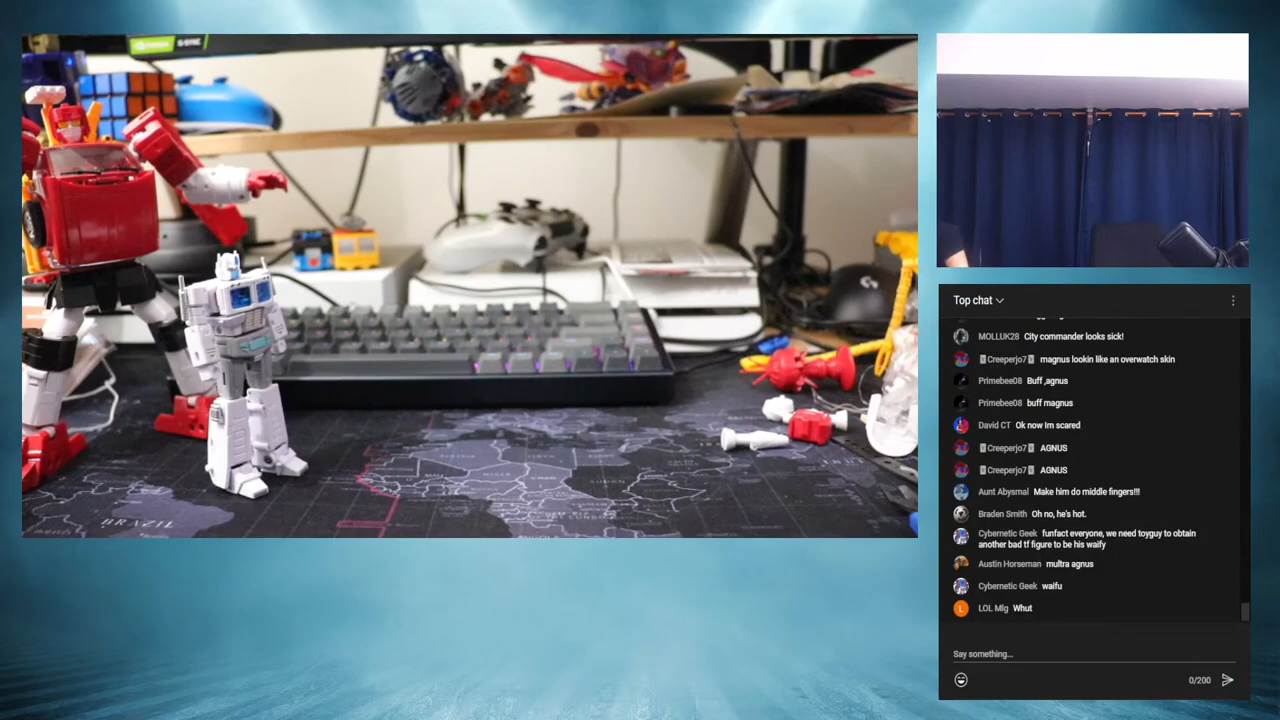 G-SYNC
BRAZIL
Top chat
MOLLUK28 City commander looks sick!
Creeperjo7 magnus lookin like an overwatch skin
Primebee08 Buff ,agnus
Primebee08 buff magnus
David CT Ok now Im scared
Creeperjo7 AGNUS
Creeperjo7 AGNUS
Aunt Abysmal Make him do middle fingers!!!
Braden Smith Oh no, he's hot.
Cybernetic Geek funfact everyone, we need toyguy to obtain
another bad tf figure to be his waify
Austin Horseman multra agnus
Cybernetic Geek waifu
LOL Mlg Whut
Say something...
0/200